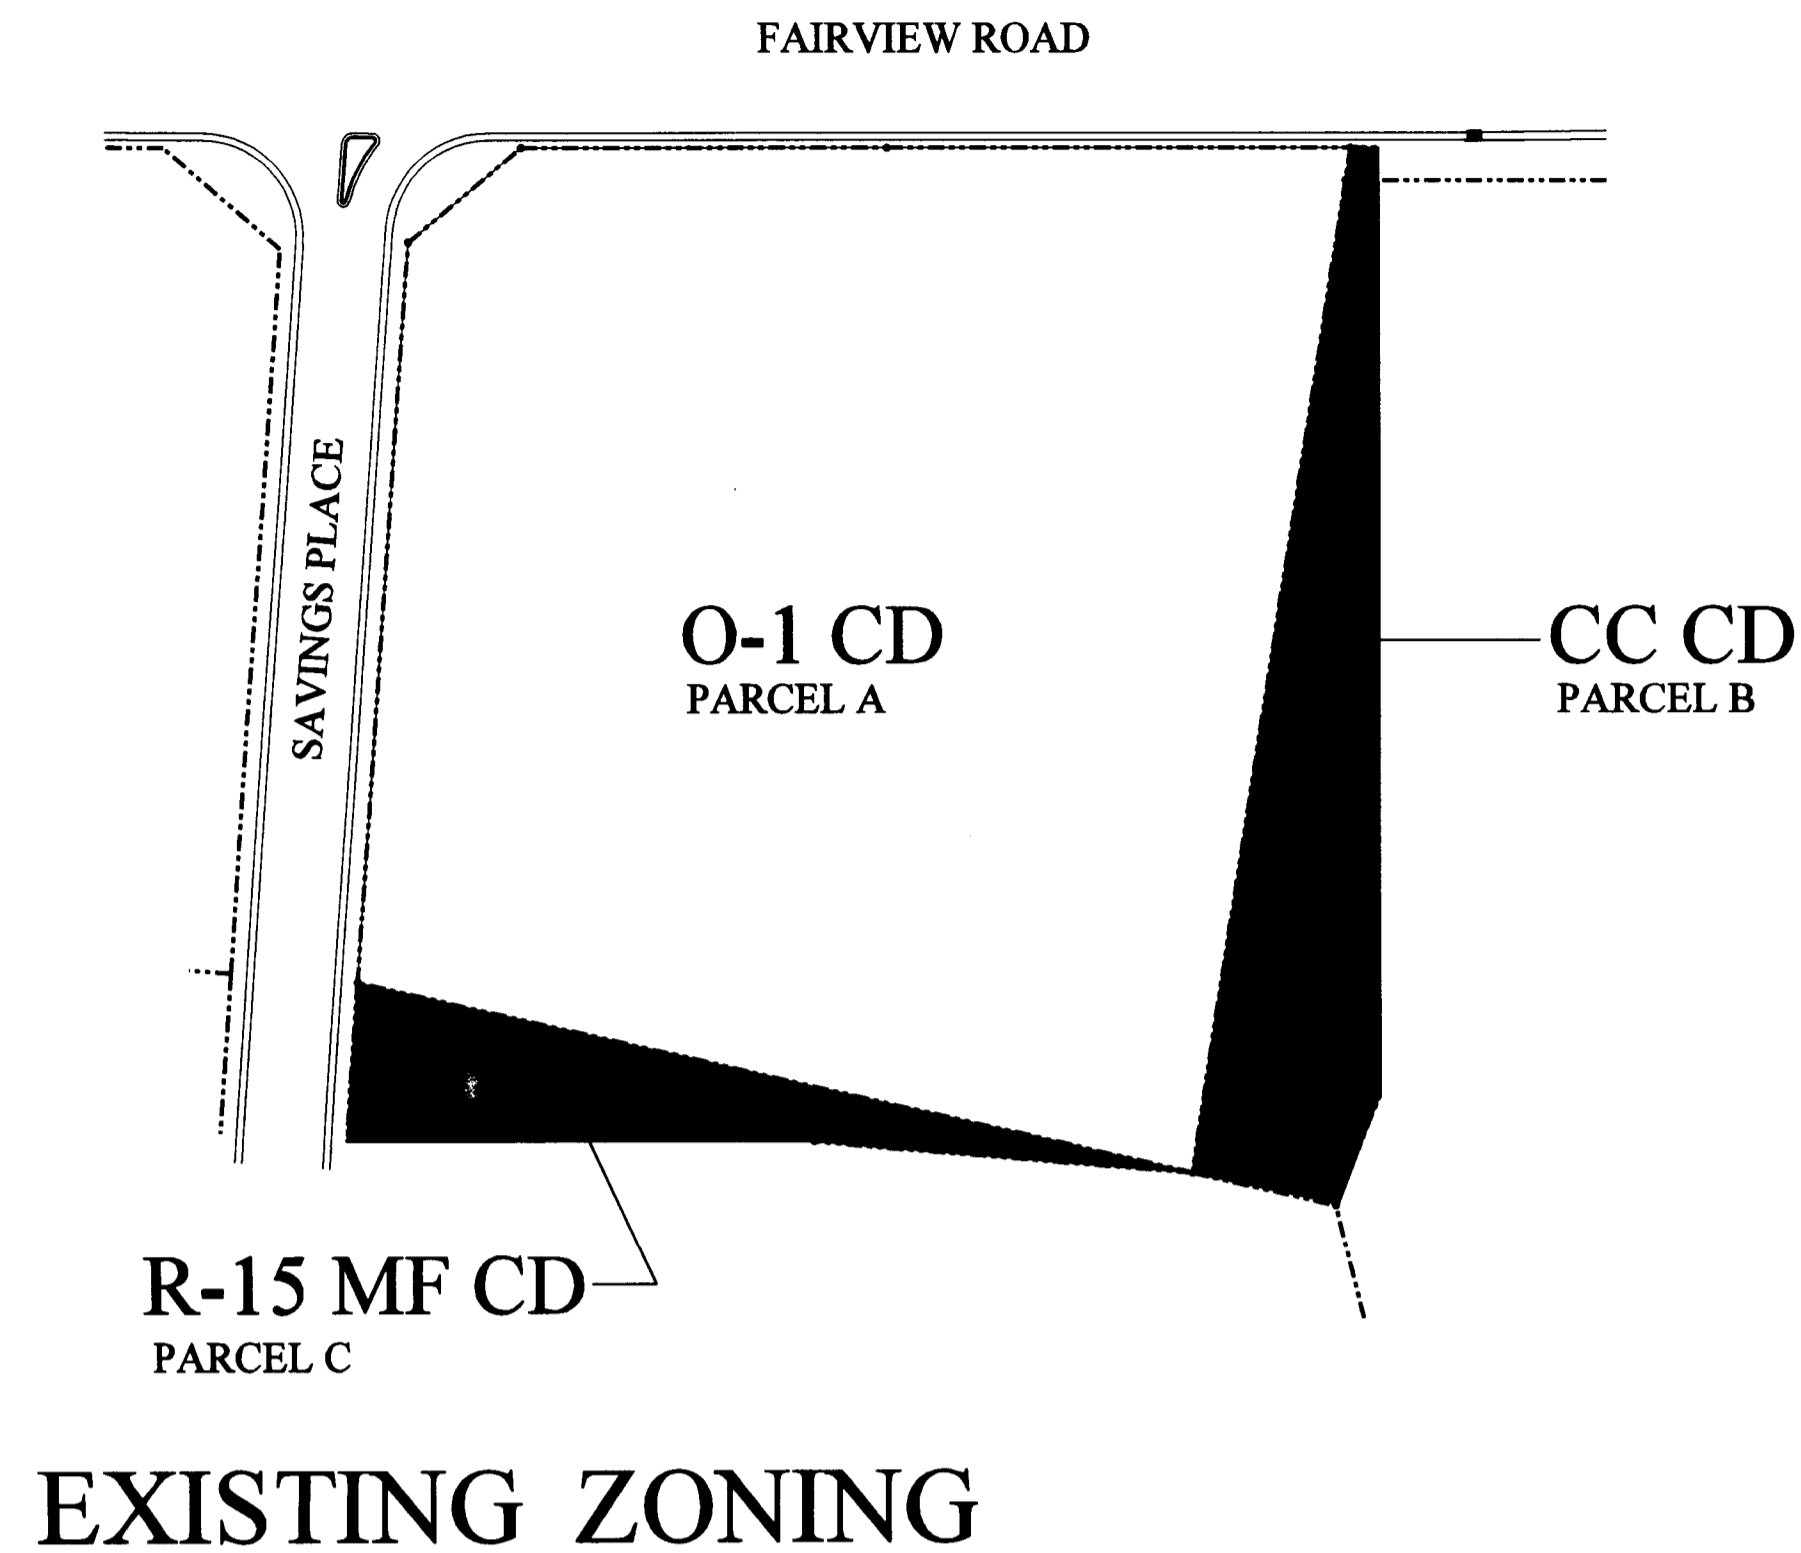 FAIRVIEW ROAD
SAVINGS PLACE
O-1 CD
PARCEL A
CC CD
PARCEL B
R-15 MF CD
PARCEL C
EXISTING ZONING